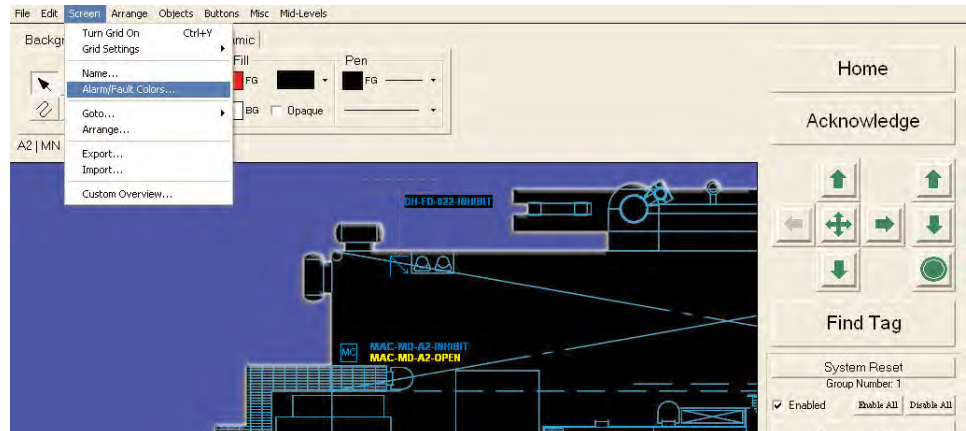 File Edit Screen Arrange Objects Buttons Misc Mid-Levels
Turn Grid On Ctrl+Y
Grid Settings
Name...
Alarm/Fault Colors...
Goto...
Arrange...
Export...
Import...
Custom Overview...
Backgr
amic
Fill
Pen
FG
FG
BG
Opaque
A2 | MN
Home
Acknowledge
Find Tag
System Reset
Group Number: 1
Enabled Enable All Disable All
DH-FD-022-INHIBIT
MC
MAC-MD-A2-INHIBIT
MAC-MD-A2-OPEN